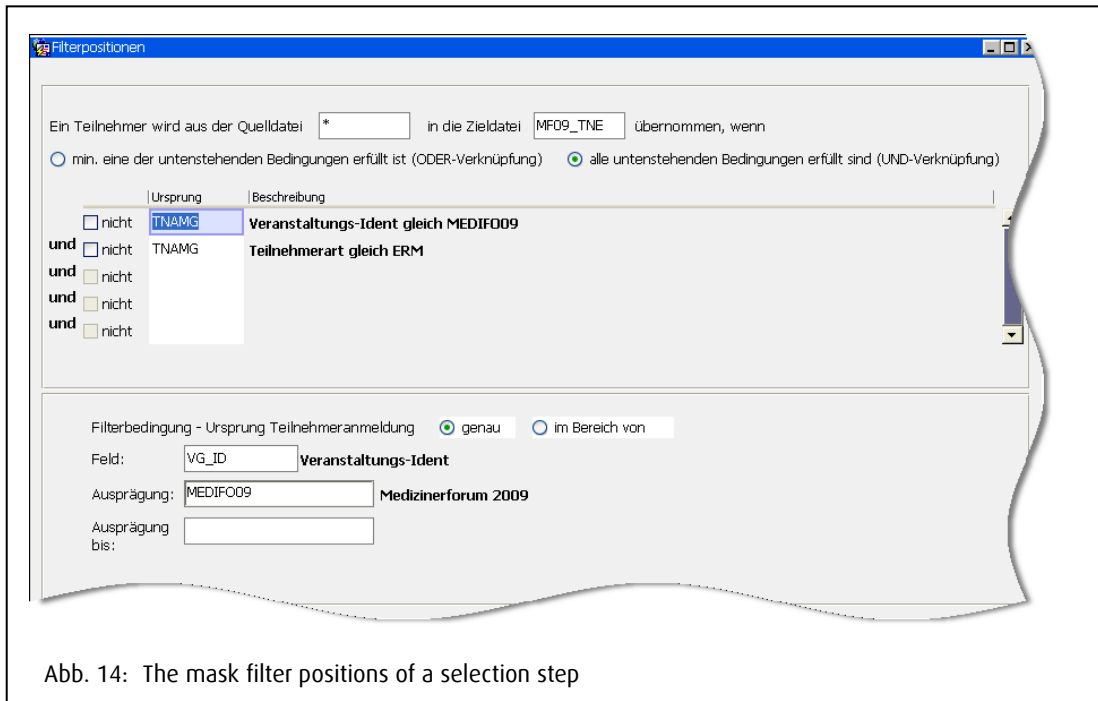 Filterpositionen
Ein Teilnehmer wird aus der Quelldatei * in die Zieldatei MF09_TNE übernommen, wenn
min. eine der untenstehenden Bedingungen erfüllt ist (ODER-Verknüpfung) alle untenstehenden Bedingungen erfüllt sind (UND-Verknüpfung)
Ursprung Beschreibung
nicht TNAMG Veranstaltungs-Ident gleich MEDIFO09
und nicht TNAMG Teilnehmerart gleich ERM
und nicht
und nicht
und nicht
Filterbedingung - Ursprung Teilnehmeranmeldung genau im Bereich von
Feld: VG_ID Veranstaltungs-Ident
Ausprägung: MEDIFO09 Medizinerforum 2009
Ausprägung
bis:
Abb. 14: The mask filter positions of a selection step